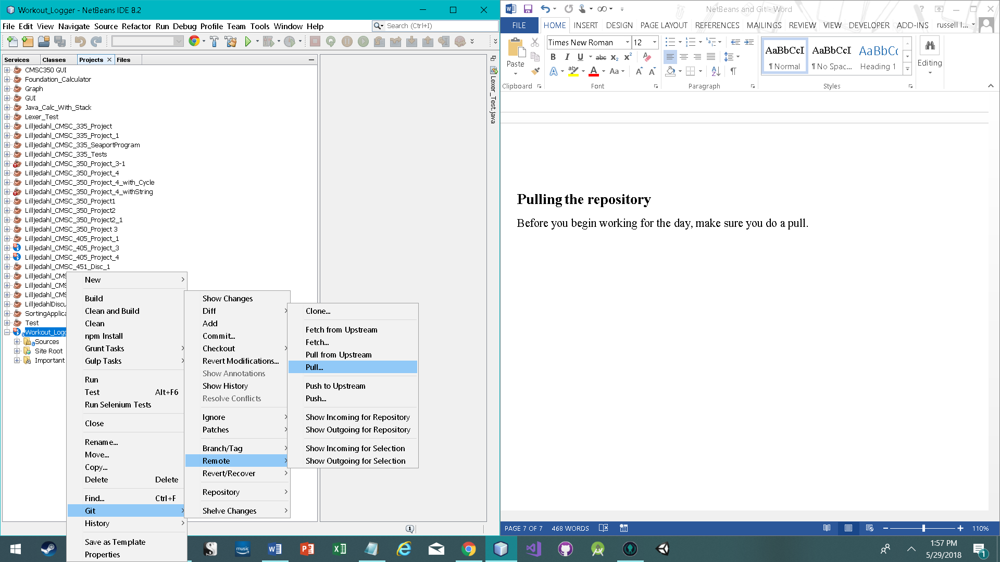 Workout_Logger - NetBeans IDE 8.2
File Edit View Navigate Source Refactor Run Debug Profile Team Tools Window Help
Search (Ctrl+I)
Services Classes Projects Files
CMSC350 GUI
Foundation_Calculator
Graph
GUI
Java_Calc_With_Stack
Lexer_Test
Lilljedahl_CMSC_335_Project
Lilljedahl_CMSC_335_Project_1
Lilljedahl_CMSC_335_SeaportProgram
Lilljedahl_CMSC_335_Tests
Lilljedahl_CMSC_350_Project_3-1
Lilljedahl_CMSC_350_Project_4
Lilljedahl_CMSC_350_Project_4_with_Cycle
Lilljedahl_CMSC_350_Project_4_withString
Lilljedahl_CMSC_350_Project1
Lilljedahl_CMSC_350_Project2
Lilljedahl_CMSC_350_Project2_1
Lilljedahl_CMSC_350_Project 3
Lilljedahl_CMSC_405_Project_1
Lilljedahl_CMSC_405_Project_3
Lilljedahl_CMSC_405_Project_4
Lilljedahl_CMSC_451_Disc_1
Lilljedahl_CMS
Lilljedahl_CMS
Lilljedahl_CMS
LilljedahlDiscu
SortingApplica
Test
Workout_Logg
Sources
Site Root
Important
Lexer_Test.java
New
Build
Clean and Build
Clean
npm Install
Grunt Tasks
Gulp Tasks
Run
Test Alt+F6
Run Selenium Tests
Close
Rename...
Move...
Copy...
Delete Delete
Find... Ctrl+F
Git
History
Save as Template
Properties
Show Changes
Diff
Add
Commit...
Checkout
Revert Modifications...
Show Annotations
Show History
Resolve Conflicts
Ignore
Patches
Branch/Tag
Remote
Revert/Recover
Repository
Shelve Changes
Clone...
Fetch from Upstream
Fetch...
Pull from Upstream
Pull...
Push to Upstream
Push...
Show Incoming for Repository
Show Outgoing for Repository
Show Incoming for Selection
Show Outgoing for Selection
1
NetBeans and Git - Word
FILE HOME INSERT DESIGN PAGE LAYOUT REFERENCES MAILINGS REVIEW VIEW DEVELOPER ADD-INS russell l...
Paste
Times New Roman 12
B I U abc X2 X2
A ab A Aa A A
AaBbCcI AaBbCcI AaBbCc
¶ Normal ¶ No Spac... Heading 1
Editing
Clipboard Font Paragraph Styles
Pulling the repository
Before you begin working for the day, make sure you do a pull.
PAGE 7 OF 7 468 WORDS 110%
music
1:57 PM
5/29/2018
1